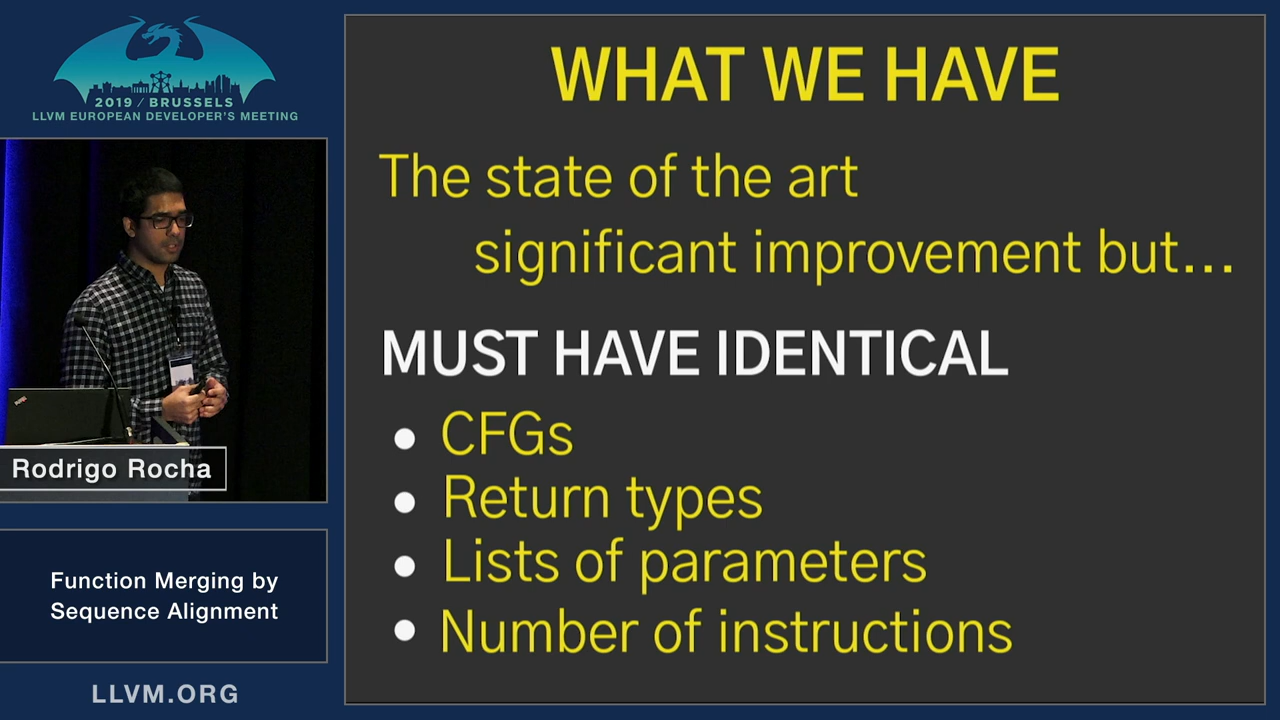 2019 / BRUSSELS
LLVM EUROPEAN DEVELOPER'S MEETING
Rodrigo Rocha
Function Merging by
Sequence Alignment
LLVM.ORG
WHAT WE HAVE
The state of the art
significant improvement but...
MUST HAVE IDENTICAL
• CFGs
• Return types
• Lists of parameters
• Number of instructions